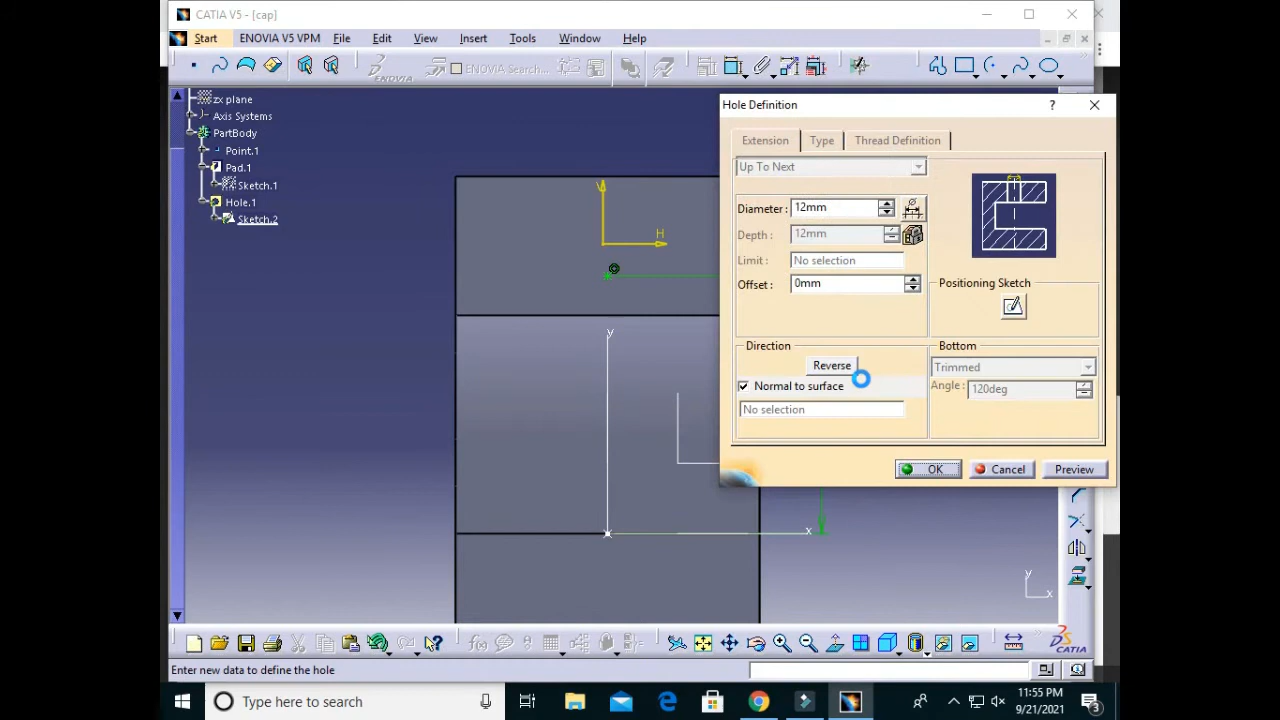 CATIA V5 - [cap]
Start
ENOVIA V5 VPM
File
Edit
View
Insert
Tools
Window
Help
ENOVIA
ENOVIA Search...
zx plane
Axis Systems
PartBody
Point.1
Pad.1
Sketch.1
Hole.1
Sketch.2
V
H
y
x
Hole Definition
?
Extension
Type
Thread Definition
Up To Next
Diameter:
12mm
Depth :
12mm
Limit :
No selection
Offset :
0mm
Positioning Sketch
Direction
Reverse
Normal to surface
No selection
Bottom
Trimmed
Angle :
120deg
OK
Cancel
Preview
y
x
f(x)
CATIA
Enter new data to define the hole
Type here to search
11:55 PM
9/21/2021
3